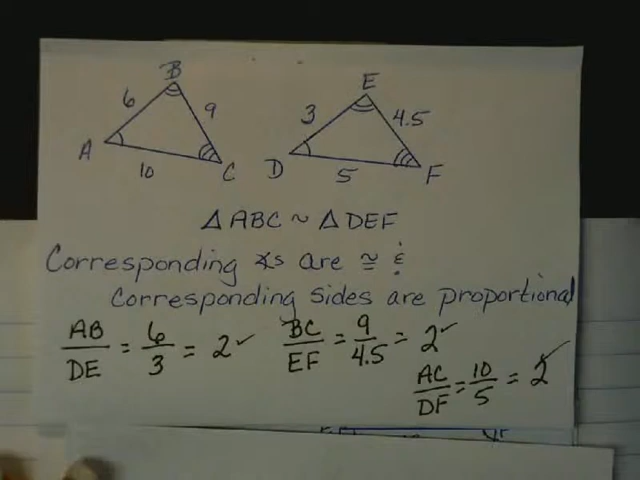 B
6 9
A C
10
E
3 4.5
D F
5
△ABC ~ △DEF
Corresponding ∡s are ≅ &
Corresponding sides are proportional
AB/DE = 6/3 = 2 ✓
BC/EF = 9/4.5 = 2 ✓
AC/DF = 10/5 = 2 ✓